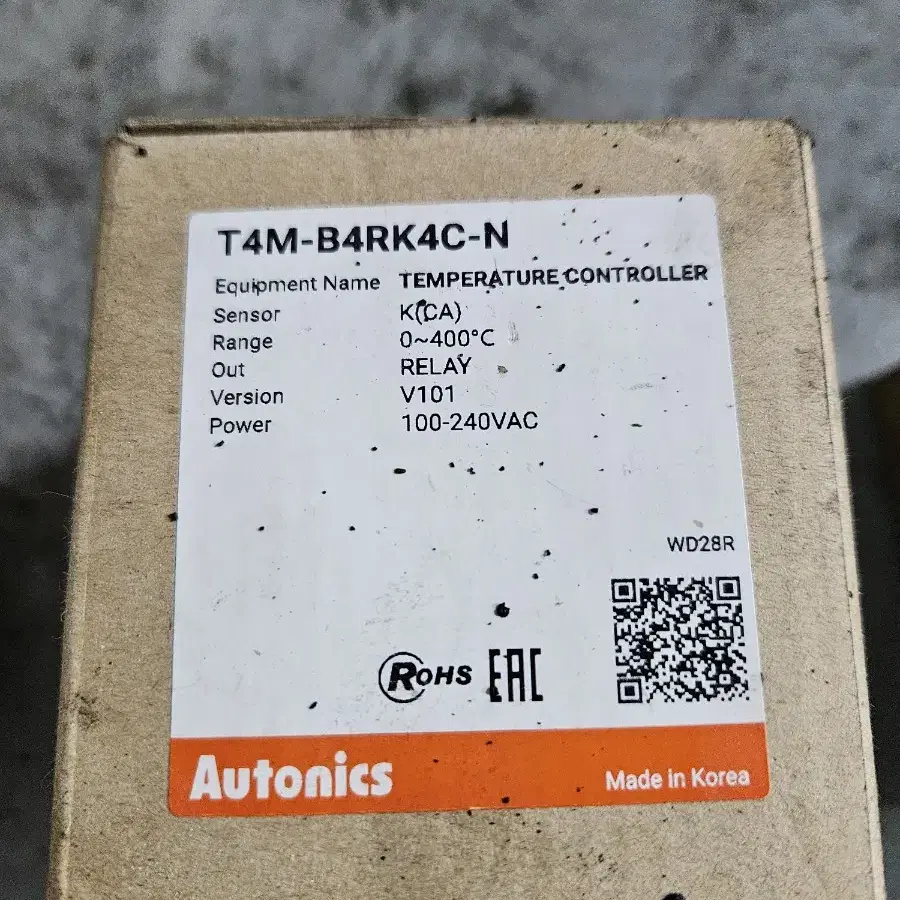 T4M-B4RK4C-N
Equipment Name TEMPERATURE CONTROLLER
Sensor K(CA)
Range 0~400°C
Out RELAY
Version V101
Power 100-240VAC
WD28R
RoHS EAC
Autonics Made in Korea